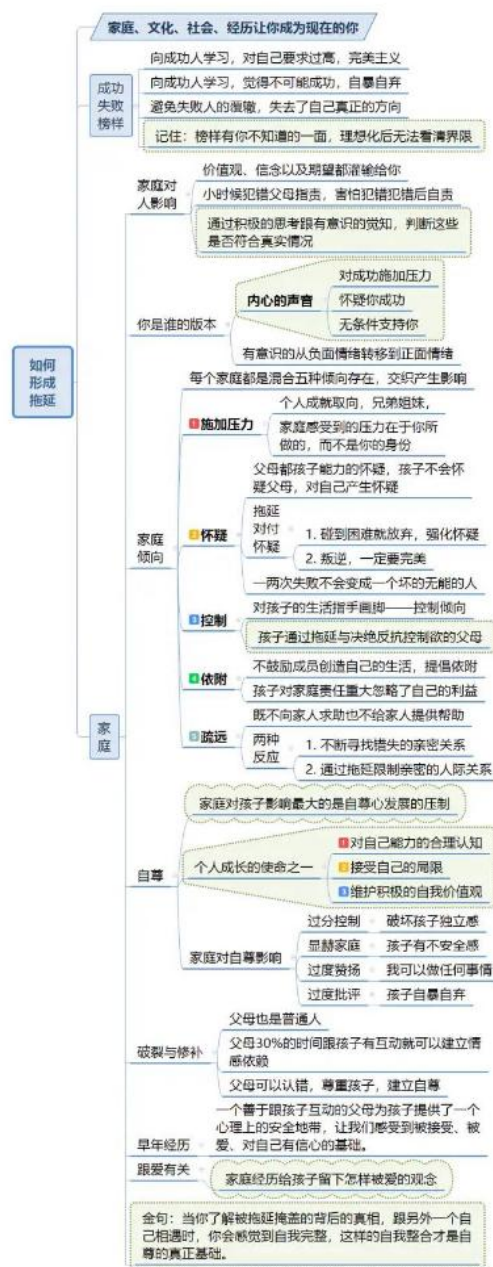 家庭、文化、社会、经历让你成为现在的你
成功
失败
榜样
向成功人学习，对自己要求过高，完美主义
向成功人学习，觉得不可能成功，自暴自弃
避免失败人的覆辙，失去了自己真正的方向
记住：榜样有你不知道的一面，理想化后无法看清界限
如何
形成
拖延
家
庭
家庭对
人影响
价值观、信念以及期望都灌输给你
小时候犯错父母指责，害怕犯错犯错后自责
通过积极的思考跟有意识的觉知，判断这些
是否符合真实情况
你是谁的版本
内心的声音
对成功施加压力
怀疑你成功
无条件支持你
有意识的从负面情绪转移到正面情绪
家庭
倾向
每个家庭都是混合五种倾向存在，交织产生影响
1施加压力
个人成就取向，兄弟姐妹，
家庭感受到的压力在于你所
做的，而不是你的身份
2怀疑
父母都孩子能力的怀疑，孩子不会怀
疑父母，对自己产生怀疑
拖延
对付
怀疑
1. 碰到困难就放弃，强化怀疑
2. 叛逆，一定要完美
一两次失败不会变成一个坏的无能的人
3控制
对孩子的生活指手画脚——控制倾向
孩子通过拖延与决绝反抗控制欲的父母
4依附
不鼓励成员创造自己的生活，提倡依附
孩子对家庭责任重大忽略了自己的利益
5疏远
既不向家人求助也不给家人提供帮助
两种
反应
1. 不断寻找错失的亲密关系
2. 通过拖延限制亲密的人际关系
自尊
家庭对孩子影响最大的是自尊心发展的压制
个人成长的使命之一
1对自己能力的合理认知
2接受自己的局限
3维护积极的自我价值观
家庭对自尊影响
过分控制 破坏孩子独立感
显赫家庭 孩子有不安全感
过度赞扬 我可以做任何事情
过度批评 孩子自暴自弃
破裂与修补
父母也是普通人
父母30%的时间跟孩子有互动就可以建立情
感依赖
父母可以认错，尊重孩子，建立自尊
早年经历
一个善于跟孩子互动的父母为孩子提供了一个
心理上的安全地带，让我们感受到被接受、被
爱、对自己有信心的基础。
跟爱有关
家庭经历给孩子留下怎样被爱的观念
金句：当你了解被拖延掩盖的背后的真相，跟另外一个自
己相遇时，你会感觉到自我完整，这样的自我整合才是自
尊的真正基础。